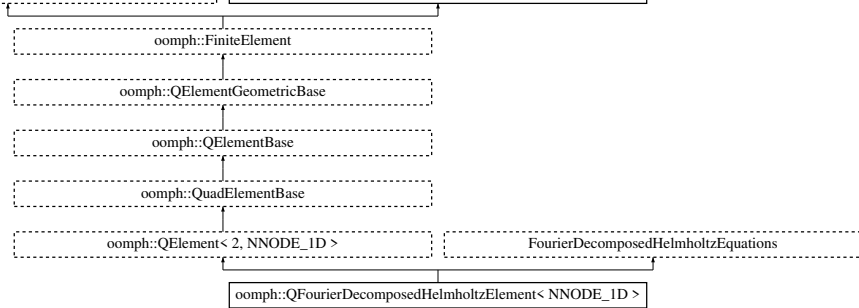 oomph::FiniteElement
oomph::QElementGeometricBase
oomph::QElementBase
oomph::QuadElementBase
oomph::QElement< 2, NNODE_1D >
FourierDecomposedHelmholtzEquations
oomph::QFourierDecomposedHelmholtzElement< NNODE_1D >